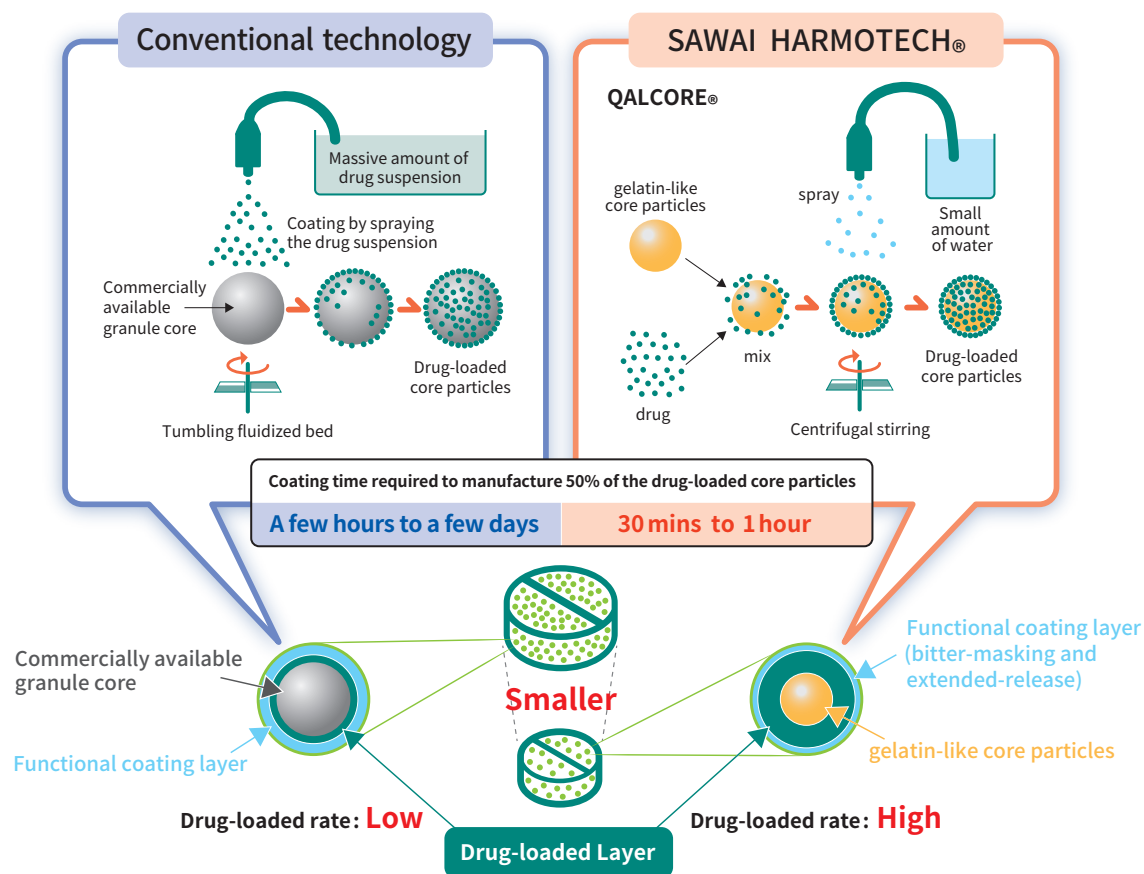 Conventional technology
Massive amount of
drug suspension
Coating by spraying
the drug suspension
Commercially
available
granule core
Drug-loaded
core particles
Tumbling fluidized bed
SAWAI HARMOTECH®
QALCORE®
gelatin-like
core particles
spray
Small
amount
of water
mix
drug
Drug-loaded
core particles
Centrifugal stirring
Coating time required to manufacture 50% of the drug-loaded core particles
A few hours to a few days
30 mins to 1 hour
Commercially available
granule core
Functional coating layer
Smaller
Functional coating layer
(bitter-masking and
extended-release)
gelatin-like core particles
Drug-loaded rate: Low
Drug-loaded rate: High
Drug-loaded Layer